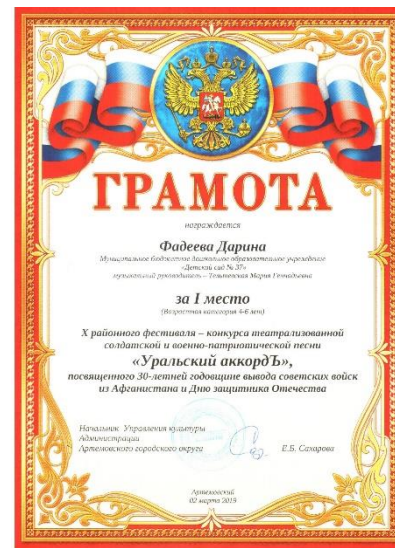 ГРАМОТА
награждается
Фадеева Дарина
Муниципальное бюджетное дошкольное образовательное учреждение
«Детский сад № 37»
музыкальный руководитель – Мария Геннадьевна
за I место
(Возрастная категория 4-6 лет)
X районного фестиваля – конкурса театрализованной
солдатской и военно-патриотической песни
«Уральский аккордЪ»,
посвященного 30-летней годовщине вывода советских войск
из Афганистана и Дню защитника Отечества
Начальник Управления культуры
Администрации
Артемовского городского округа
Е.Б. Сахарова
Артемовский
02 марта 2019